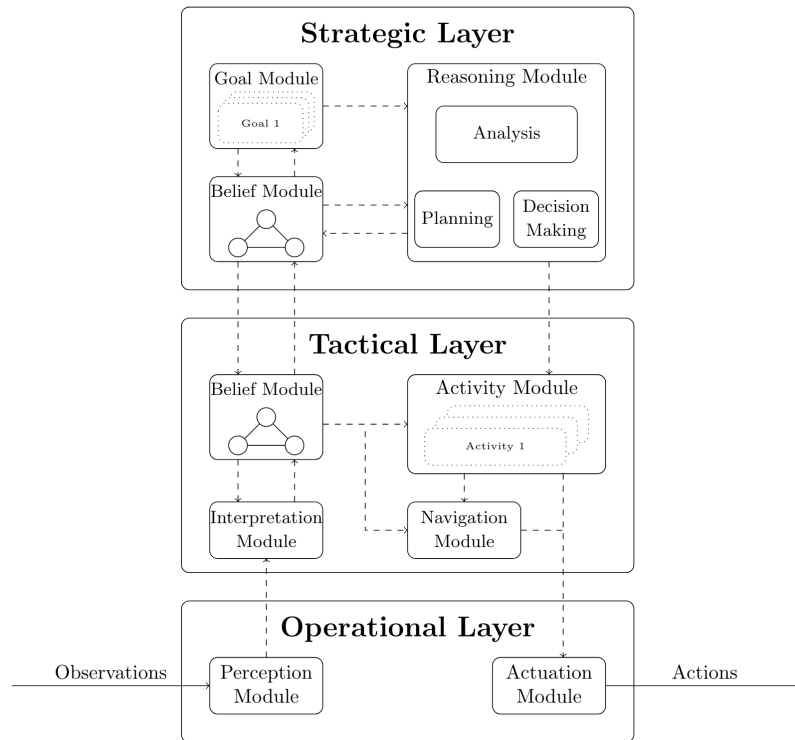 Strategic Layer
Goal Module
Goal 1
Reasoning Module
Analysis
Belief Module
Planning
Decision
Making
Tactical Layer
Belief Module
Activity Module
Activity 1
Interpretation
Module
Navigation
Module
Operational Layer
Observations
Perception
Module
Actuation
Module
Actions